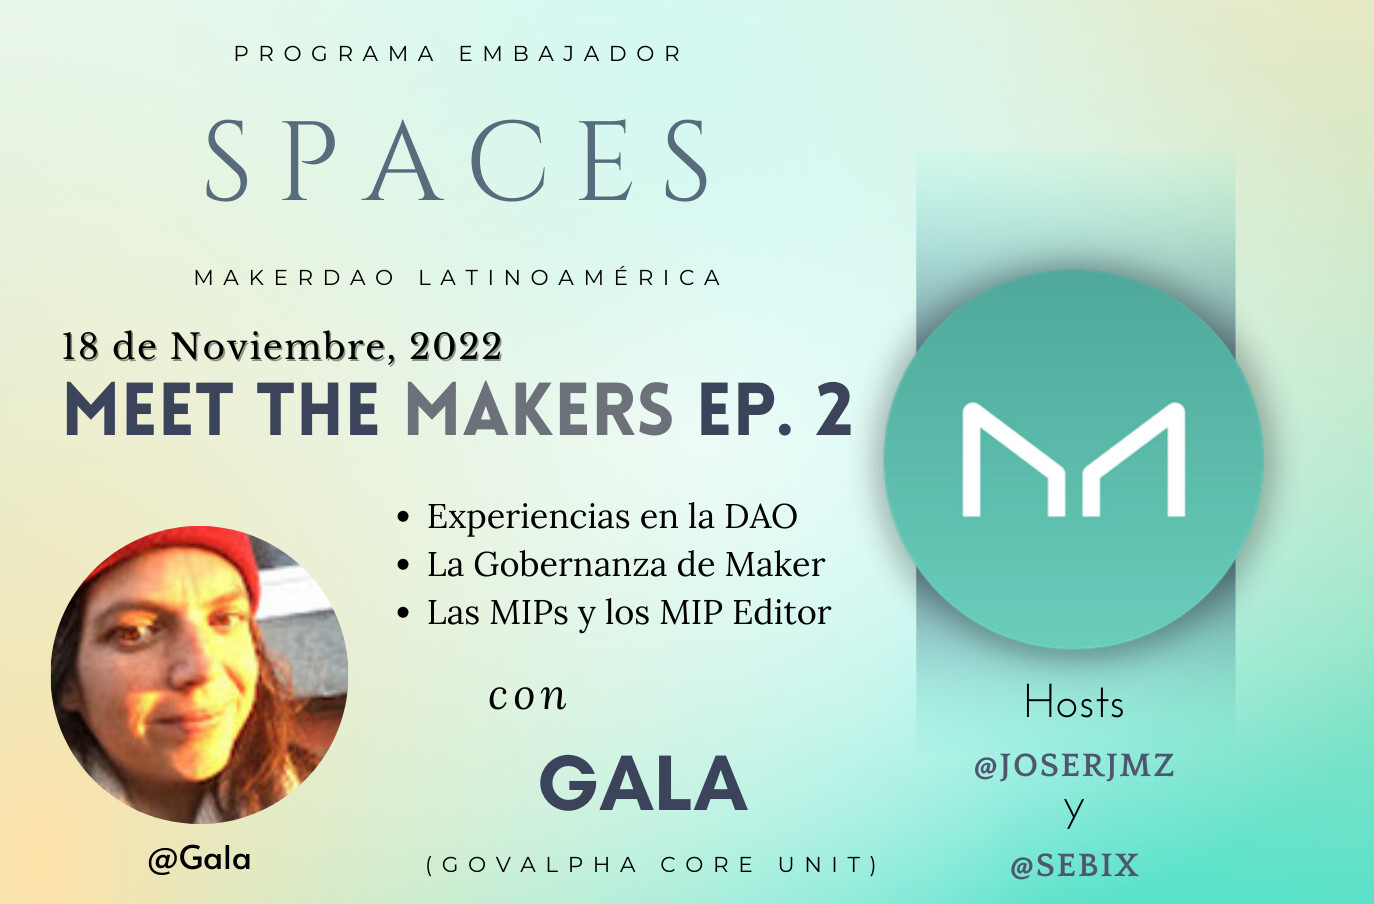 PROGRAMA EMBAJADOR
SPACES
MAKERDAO LATINOAMÉRICA
18 de Noviembre, 2022
MEET THE MAKERS EP. 2
• Experiencias en la DAO
• La Gobernanza de Maker
• Las MIPs y los MIP Editor
con
GALA
(GOVALPHA CORE UNIT)
@Gala
Hosts
@JOSERJMZ
y
@SEBIX